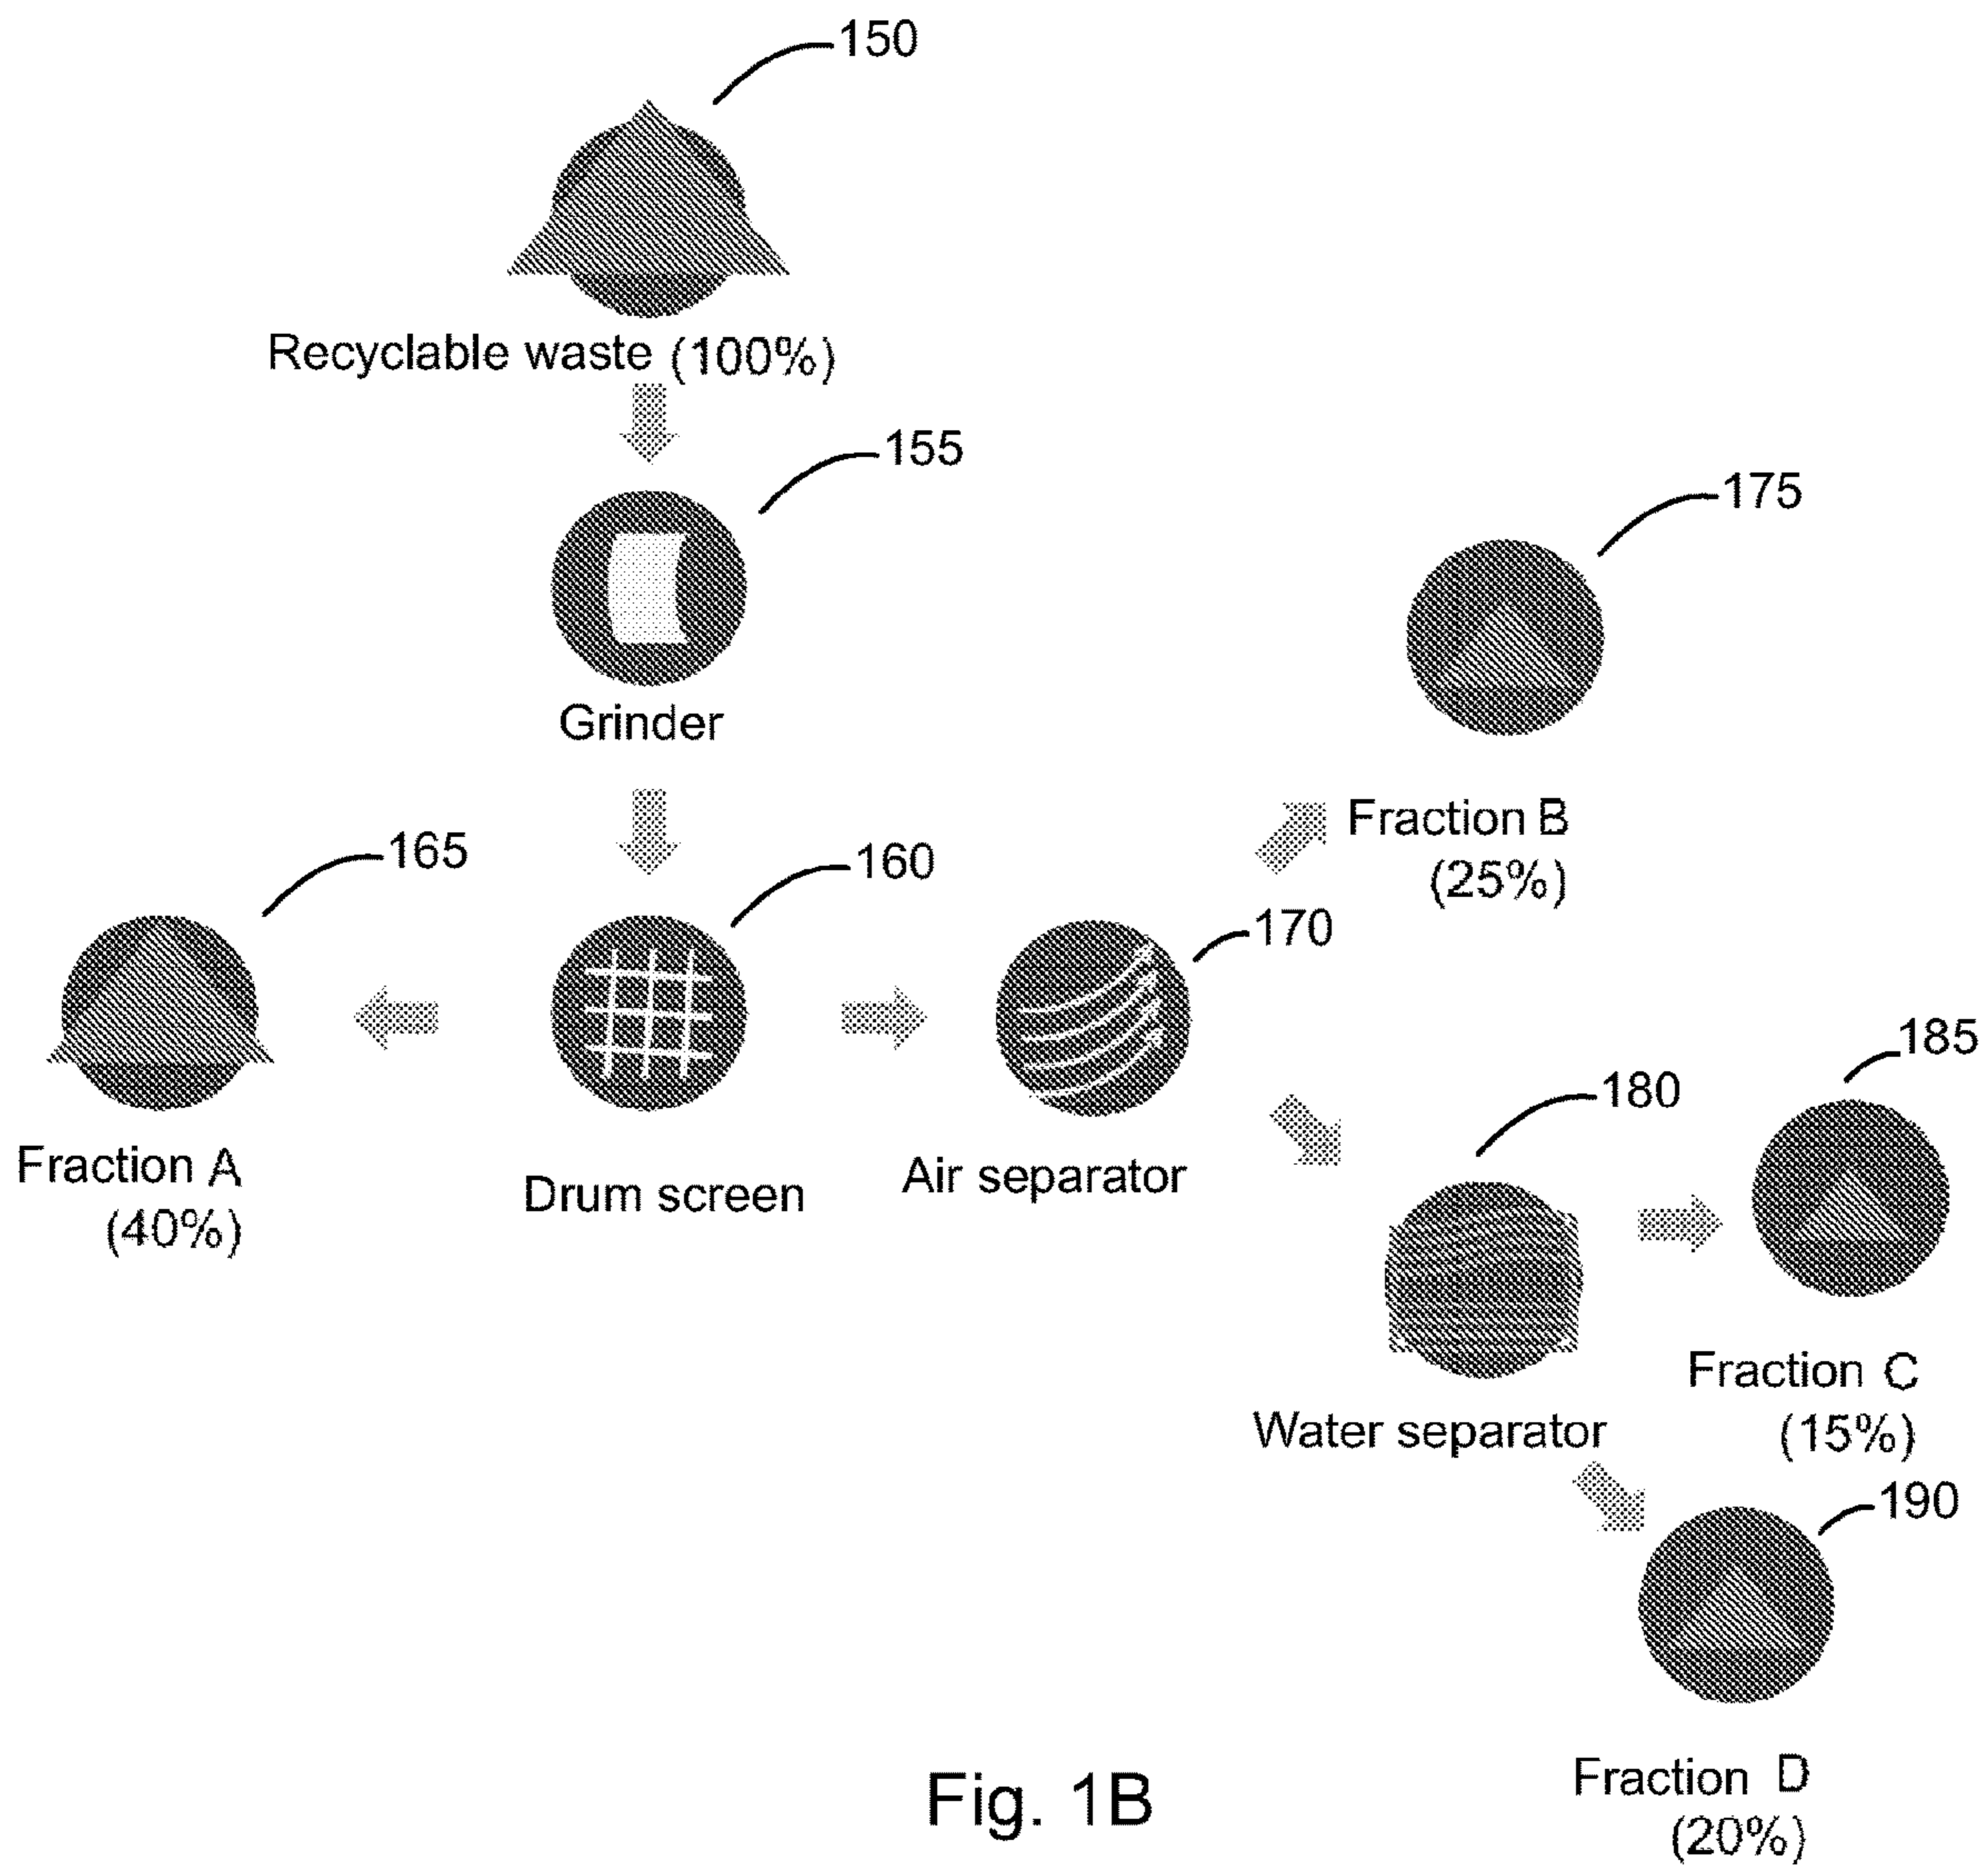 150
Recyclable waste (100%)
155
Grinder
175
Fraction B
(25%)
165
160
170
Fraction A
(40%)
Drum screen
Air separator
180
185
Water separator
Fraction C
(15%)
190
Fraction D
(20%)
Fig. 1B